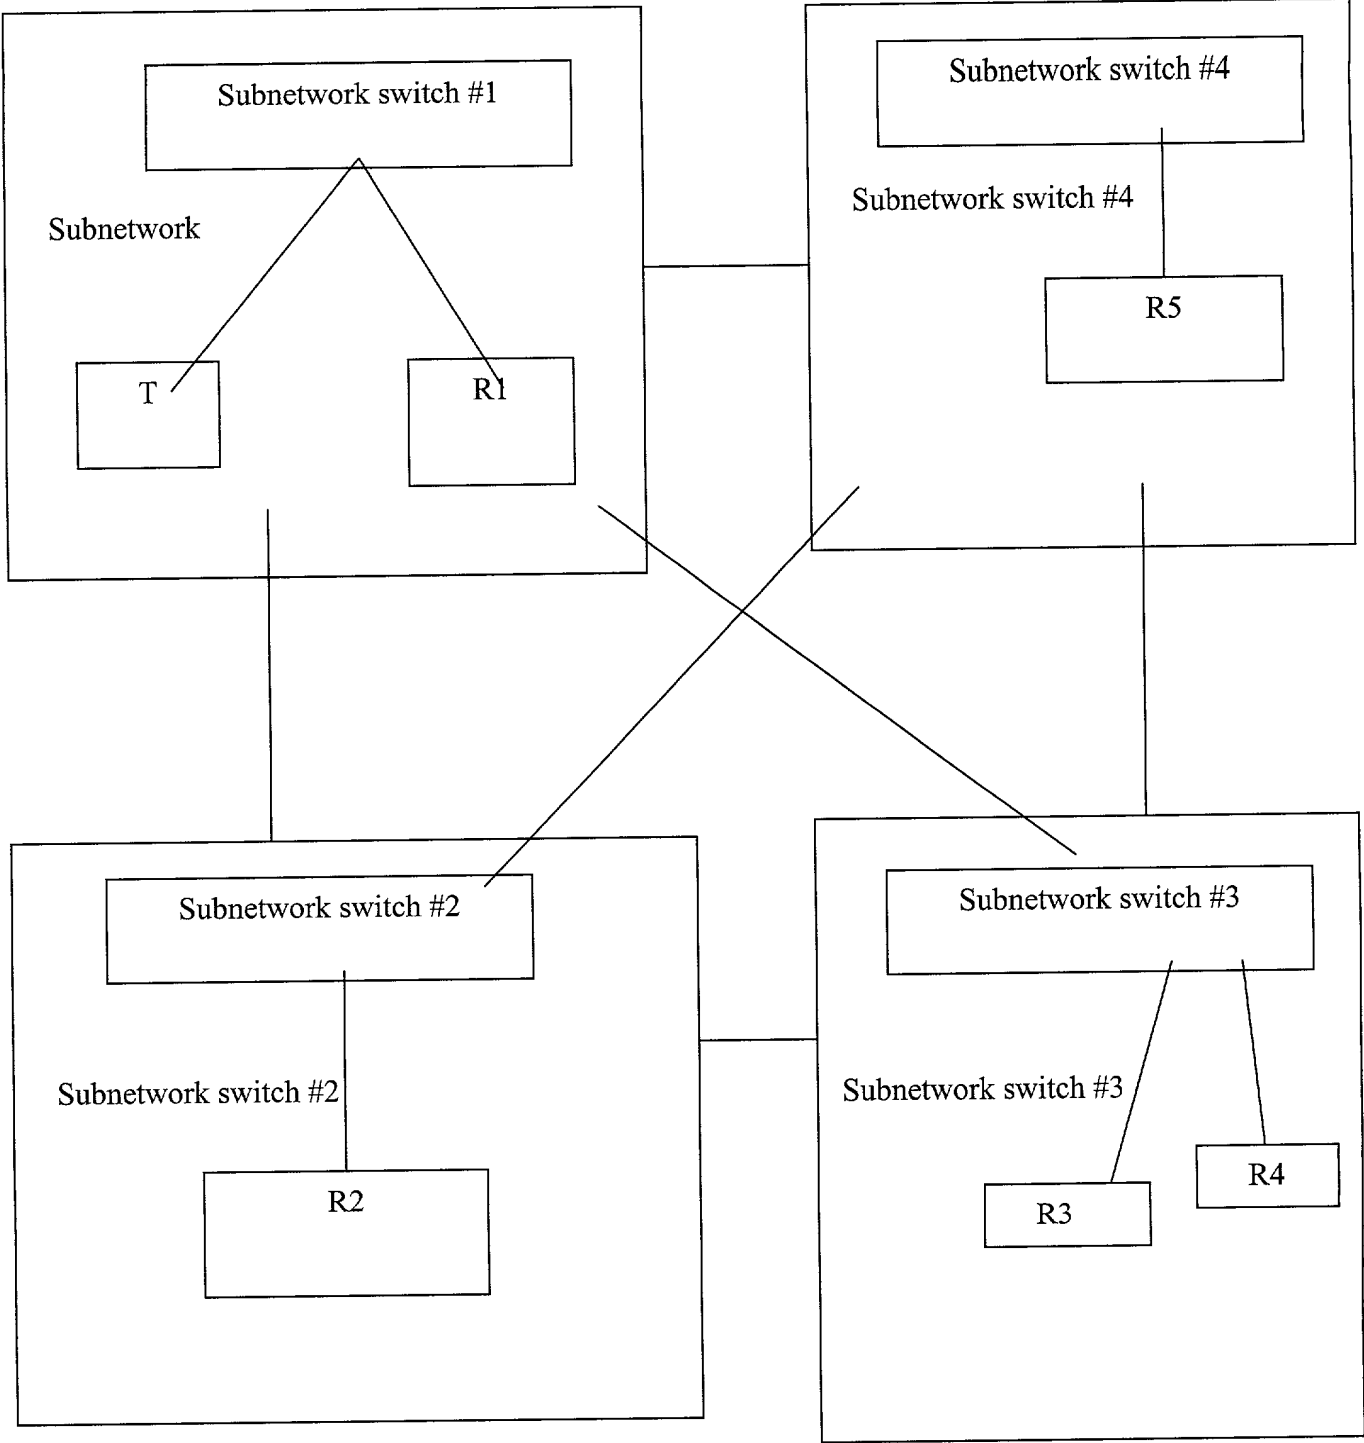 Subnetwork switch #1
Subnetwork
T
R1
Subnetwork switch #4
Subnetwork switch #4
R5
Subnetwork switch #2
Subnetwork switch #2
R2
Subnetwork switch #3
Subnetwork switch #3
R3
R4